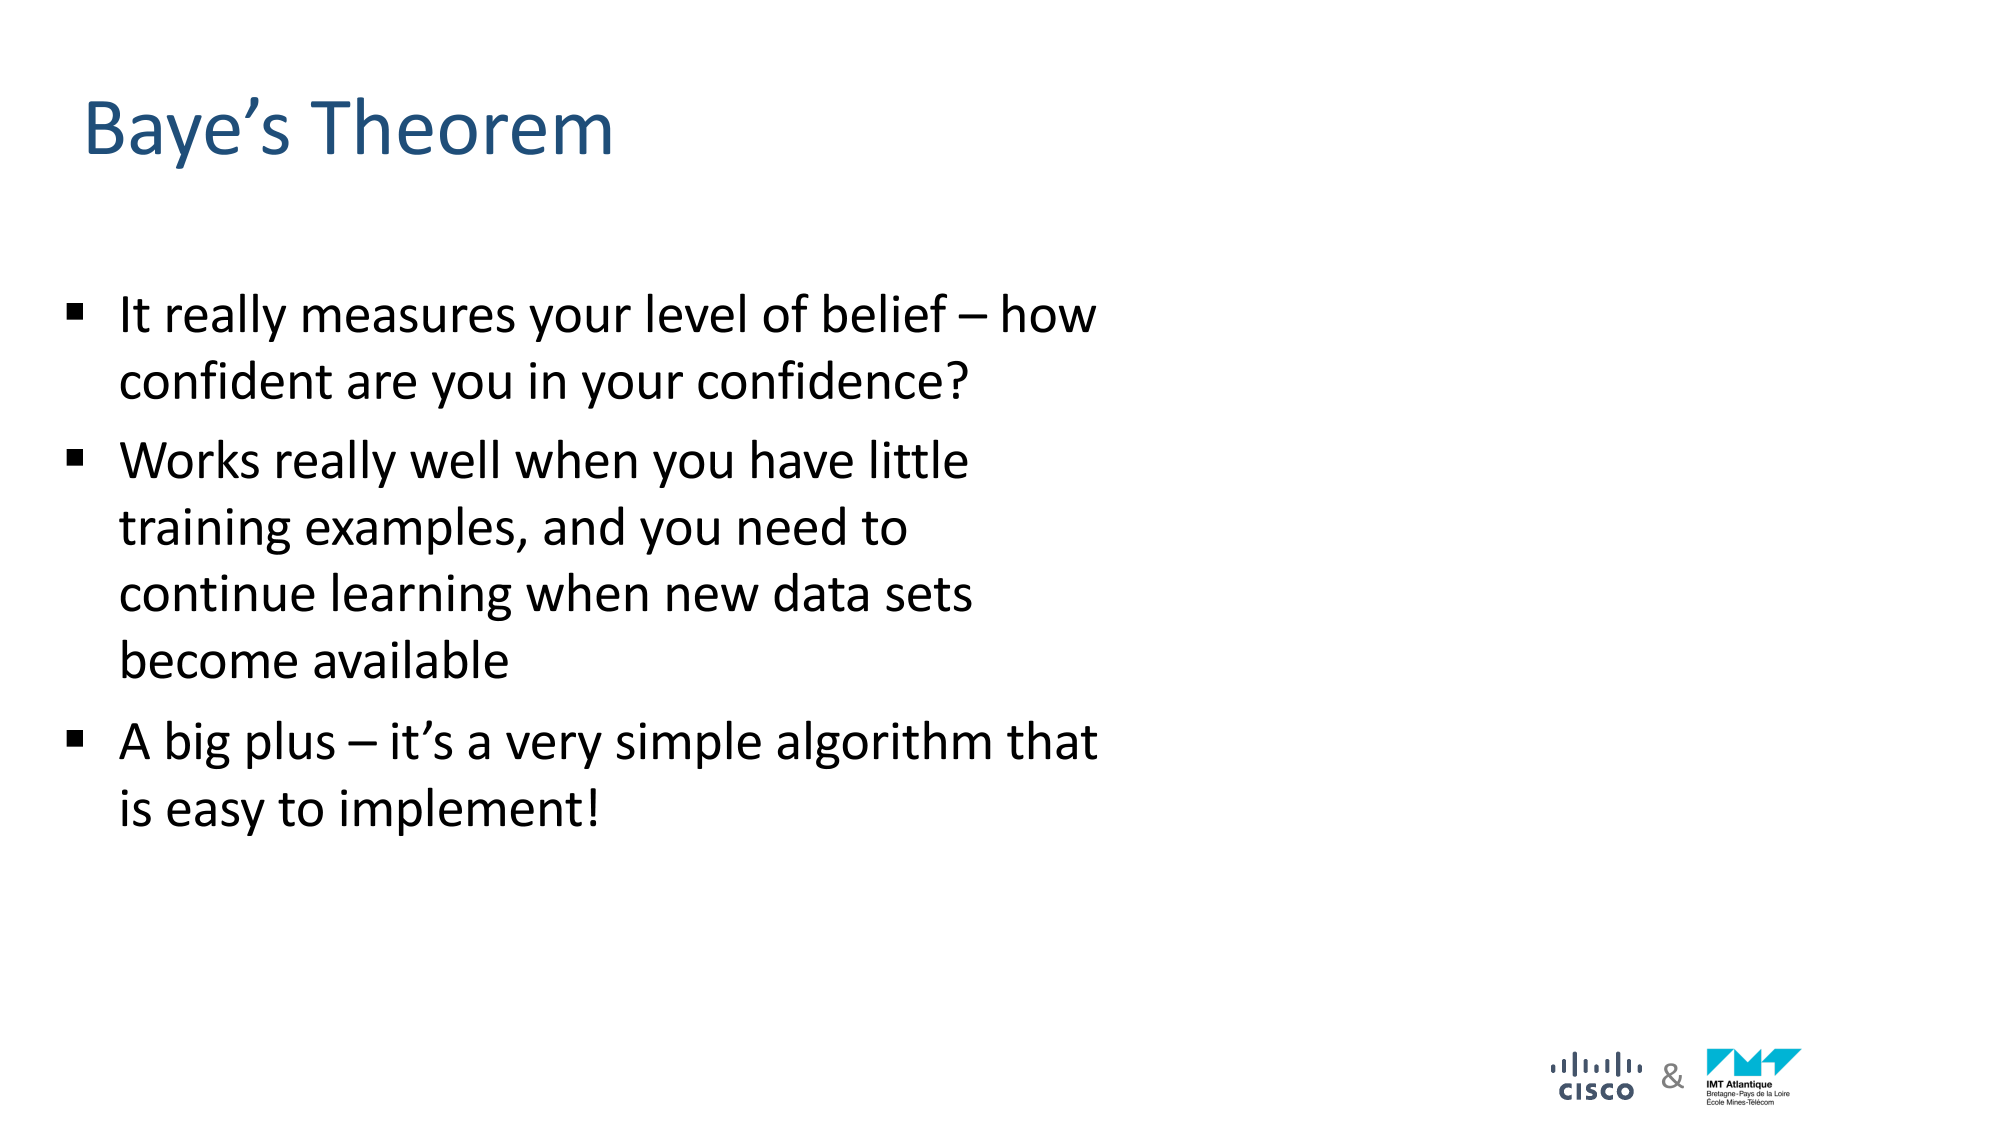 Baye’s Theorem
▪ It really measures your level of belief – how
confident are you in your confidence?
▪ Works really well when you have little
training examples, and you need to
continue learning when new data sets
become available
▪ A big plus – it’s a very simple algorithm that
is easy to implement!
CISCO & IMT Atlantique
Bretagne-Pays de la Loire
École Mines-Télécom